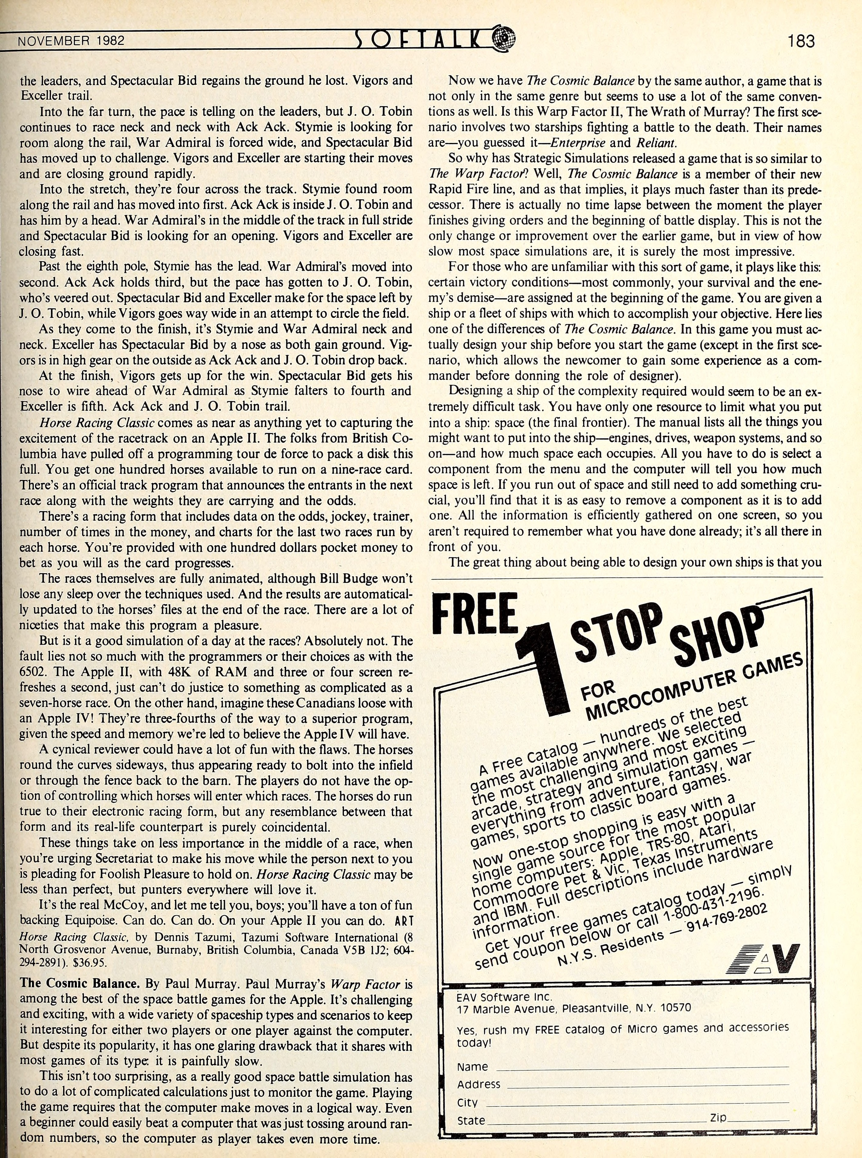 NOVEMBER 1982
SOFTALK
183
the leaders, and Spectacular Bid regains the ground he lost. Vigors and
Exceller trail.
Into the far turn, the pace is telling on the leaders, but J. O. Tobin
continues to race neck and neck with Ack Ack. Stymie is looking for
room along the rail, War Admiral is forced wide, and Spectacular Bid
has moved up to challenge. Vigors and Exceller are starting their moves
and are closing ground rapidly.
Into the stretch, they're four across the track. Stymie found room
along the rail and has moved into first. Ack Ack is inside J. O. Tobin and
has him by a head. War Admiral's in the middle of the track in full stride
and Spectacular Bid is looking for an opening. Vigors and Exceller are
closing fast.
Past the eighth pole, Stymie has the lead. War Admiral's moved into
second. Ack Ack holds third, but the pace has gotten to J. O. Tobin,
who's veered out. Spectacular Bid and Exceller make for the space left by
J. O. Tobin, while Vigors goes way wide in an attempt to circle the field.
As they come to the finish, it's Stymie and War Admiral neck and
neck. Exceller has Spectacular Bid by a nose as both gain ground. Vig-
ors is in high gear on the outside as Ack Ack and J. O. Tobin drop back.
At the finish, Vigors gets up for the win. Spectacular Bid gets his
nose to wire ahead of War Admiral as Stymie falters to fourth and
Exceller is fifth. Ack Ack and J. O. Tobin trail.
Horse Racing Classic comes as near as anything yet to capturing the
excitement of the racetrack on an Apple II. The folks from British Co-
lumbia have pulled off a programming tour de force to pack a disk this
full. You get one hundred horses available to run on a nine-race card.
There's an official track program that announces the entrants in the next
race along with the weights they are carrying and the odds.
There's a racing form that includes data on the odds, jockey, trainer,
number of times in the money, and charts for the last two races run by
each horse. You're provided with one hundred dollars pocket money to
bet as you will as the card progresses.
The races themselves are fully animated, although Bill Budge won't
lose any sleep over the techniques used. And the results are automatical-
ly updated to the horses' files at the end of the race. There are a lot of
niceties that make this program a pleasure.
But is it a good simulation of a day at the races? Absolutely not. The
fault lies not so much with the programmers or their choices as with the
6502. The Apple II, with 48K of RAM and three or four screen re-
freshes a second, just can't do justice to something as complicated as a
seven-horse race. On the other hand, imagine these Canadians loose with
an Apple IV! They're three-fourths of the way to a superior program,
given the speed and memory we're led to believe the Apple IV will have.
A cynical reviewer could have a lot of fun with the flaws. The horses
round the curves sideways, thus appearing ready to bolt into the infield
or through the fence back to the barn. The players do not have the op-
tion of controlling which horses will enter which races. The horses do run
true to their electronic racing form, but any resemblance between that
form and its real-life counterpart is purely coincidental.
These things take on less importance in the middle of a race, when
you're urging Secretariat to make his move while the person next to you
is pleading for Foolish Pleasure to hold on. Horse Racing Classic may be
less than perfect, but punters everywhere will love it.
It's the real McCoy, and let me tell you, boys; you'll have a ton of fun
backing Equipoise. Can do. Can do. On your Apple II you can do. ART
Horse Racing Classic, by Dennis Tazumi, Tazumi Software International (8
North Grosvenor Avenue, Burnaby, British Columbia, Canada V5B 1J2; 604-
294-2891). $36.95.
The Cosmic Balance. By Paul Murray. Paul Murray's Warp Factor is
among the best of the space battle games for the Apple. It's challenging
and exciting, with a wide variety of spaceship types and scenarios to keep
it interesting for either two players or one player against the computer.
But despite its popularity, it has one glaring drawback that it shares with
most games of its type: it is painfully slow.
This isn't too surprising, as a really good space battle simulation has
to do a lot of complicated calculations just to monitor the game. Playing
the game requires that the computer make moves in a logical way. Even
a beginner could easily beat a computer that was just tossing around ran-
dom numbers, so the computer as player takes even more time.
Now we have The Cosmic Balance by the same author, a game that is
not only in the same genre but seems to use a lot of the same conven-
tions as well. Is this Warp Factor II, The Wrath of Murray? The first sce-
nario involves two starships fighting a battle to the death. Their names
are—you guessed it—Enterprise and Reliant.
So why has Strategic Simulations released a game that is so similar to
The Warp Factor? Well, The Cosmic Balance is a member of their new
Rapid Fire line, and as that implies, it plays much faster than its prede-
cessor. There is actually no time lapse between the moment the player
finishes giving orders and the beginning of battle display. This is not the
only change or improvement over the earlier game, but in view of how
slow most space simulations are, it is surely the most impressive.
For those who are unfamiliar with this sort of game, it plays like this:
certain victory conditions—most commonly, your survival and the ene-
my's demise—are assigned at the beginning of the game. You are given a
ship or a fleet of ships with which to accomplish your objective. Here lies
one of the differences of The Cosmic Balance. In this game you must ac-
tually design your ship before you start the game (except in the first sce-
nario, which allows the newcomer to gain some experience as a com-
mander before donning the role of designer).
Designing a ship of the complexity required would seem to be an ex-
tremely difficult task. You have only one resource to limit what you put
into a ship: space (the final frontier). The manual lists all the things you
might want to put into the ship—engines, drives, weapon systems, and so
on—and how much space each occupies. All you have to do is select a
component from the menu and the computer will tell you how much
space is left. If you run out of space and still need to add something cru-
cial, you'll find that it is as easy to remove a component as it is to add
one. All the information is efficiently gathered on one screen, so you
aren't required to remember what you have done already; it's all there in
front of you.
The great thing about being able to design your own ships is that you
FREE
1 STOP SHOP
FOR
MICROCOMPUTER GAMES
A Free Catalog — hundreds of the best
games available anywhere. We selected
the most challenging and most exciting
arcade, strategy and simulation games —
everything from adventure, fantasy, war
games, sports to classic board games.
Now one-stop shopping is easy with a
single game source for the most popular
home computers: Apple, TRS-80, Atari,
Commodore Pet & Vic, Texas Instruments
and IBM. Full descriptions include hardware
information.
Get your free games catalog today — simply
send coupon below or call 1-800-431-2196.
N.Y.S. Residents — 914-769-2802
EAV
EAV Software Inc.
17 Marble Avenue, Pleasantville, N.Y. 10570
Yes, rush my FREE catalog of Micro games and accessories
today!
Name
Address
City
State Zip